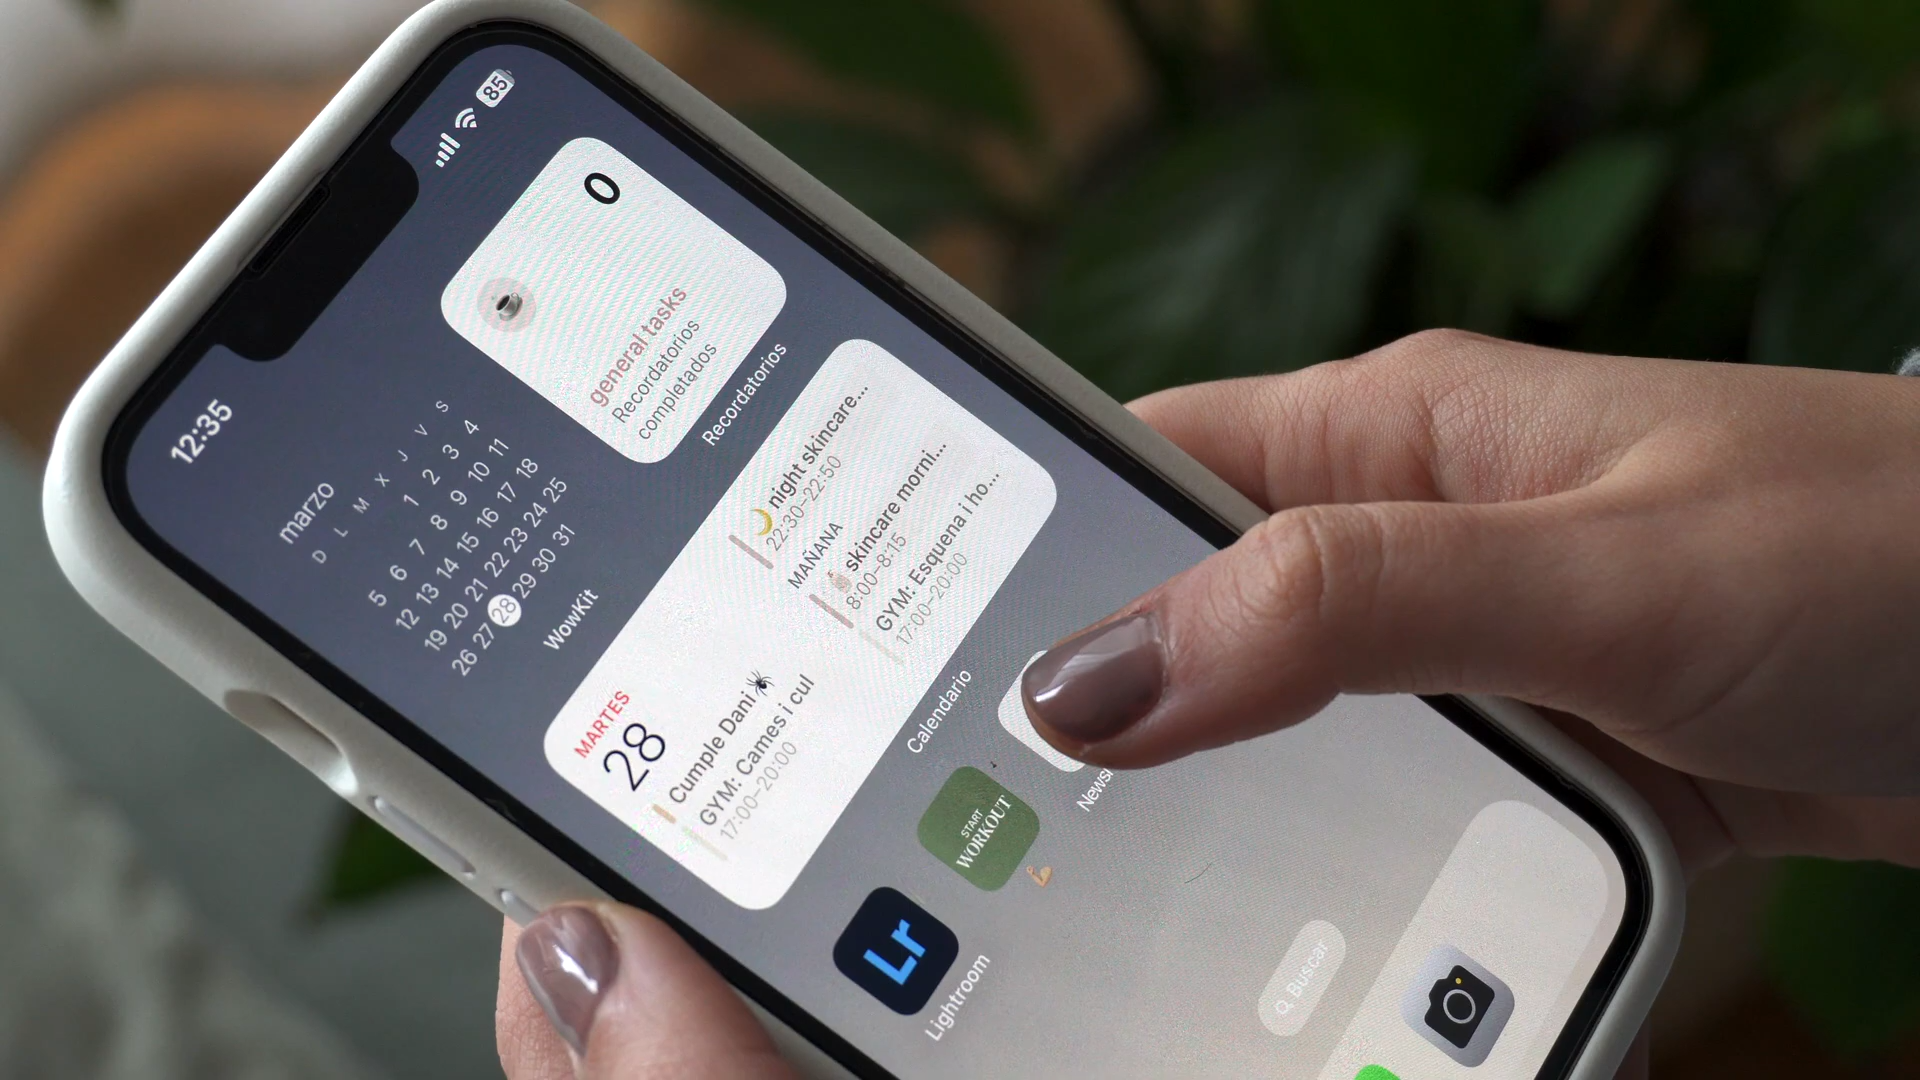 12:35
85
marzo
D L M X J V S
1 2 3 4
5 6 7 8 9 10 11
12 13 14 15 16 17 18
19 20 21 22 23 24 25
26 27 28 29 30 31
WowKit
0
general tasks
Recordatorios
completados
Recordatorios
MARTES
28
Cumple Dani
GYM: Cames i cul
17:00–20:00
night skincare...
22:30–22:50
MAÑANA
skincare morni...
8:00–8:15
GYM: Esquena i ho...
17:00–20:00
Calendario
Lr
Lightroom
START
WORKOUT
Buscar